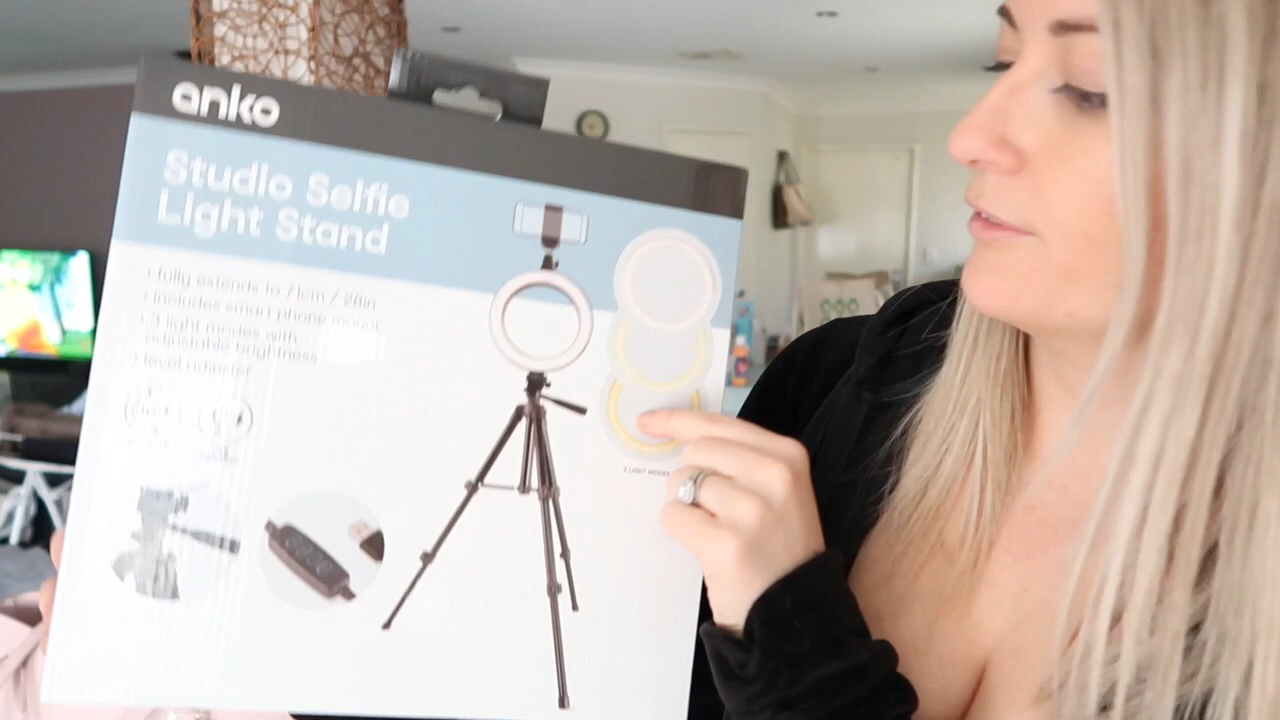 anko
Studio Selfie
Light Stand
fully extends to 71cm / 28in
includes smart phone mount
3 light modes with
adjustable brightness
level adjuster
3 LIGHT MODES